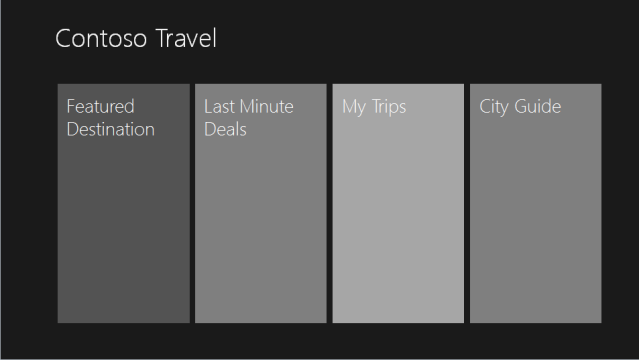 Contoso Travel
Featured
Destination
Last Minute
Deals
My Trips
City Guide